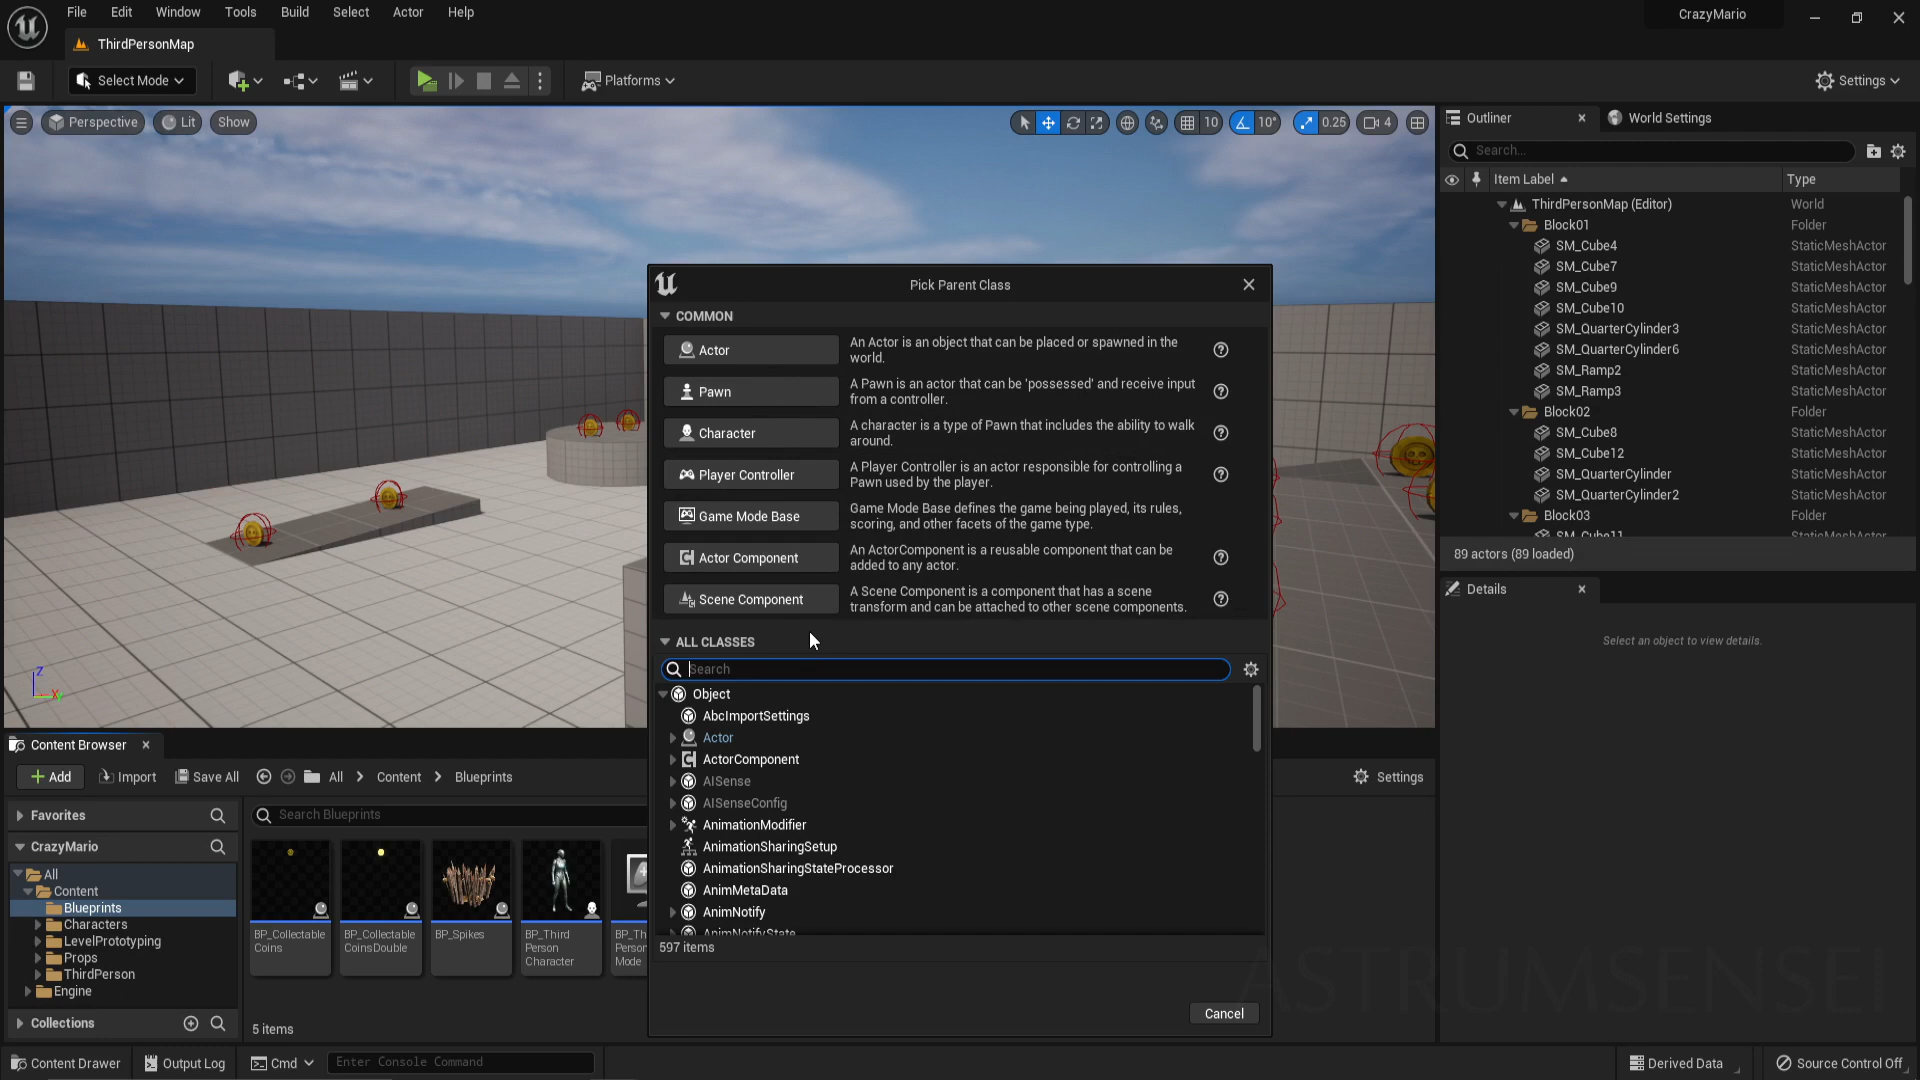 File Edit Window Tools Build Select Actor Help
CrazyMario
ThirdPersonMap
Select Mode
Platforms
Settings
Perspective Lit Show
10 10° 0.25 4
Outliner World Settings
Search...
Item Label Type
ThirdPersonMap (Editor) World
Block01 Folder
SM_Cube4 StaticMeshActor
SM_Cube7 StaticMeshActor
SM_Cube9 StaticMeshActor
SM_Cube10 StaticMeshActor
SM_QuarterCylinder3 StaticMeshActor
SM_QuarterCylinder6 StaticMeshActor
SM_Ramp2 StaticMeshActor
SM_Ramp3 StaticMeshActor
Block02 Folder
SM_Cube8 StaticMeshActor
SM_Cube12 StaticMeshActor
SM_QuarterCylinder StaticMeshActor
SM_QuarterCylinder2 StaticMeshActor
Block03 Folder
SM_Cube11 StaticMeshActor
89 actors (89 loaded)
Details
Select an object to view details.
Pick Parent Class
COMMON
Actor
An Actor is an object that can be placed or spawned in the
world.
Pawn
A Pawn is an actor that can be 'possessed' and receive input
from a controller.
Character
A character is a type of Pawn that includes the ability to walk
around.
Player Controller
A Player Controller is an actor responsible for controlling a
Pawn used by the player.
Game Mode Base
Game Mode Base defines the game being played, its rules,
scoring, and other facets of the game type.
Actor Component
An ActorComponent is a reusable component that can be
added to any actor.
Scene Component
A Scene Component is a component that has a scene
transform and can be attached to other scene components.
ALL CLASSES
Search
Object
AbcImportSettings
Actor
ActorComponent
AISense
AISenseConfig
AnimationModifier
AnimationSharingSetup
AnimationSharingStateProcessor
AnimMetaData
AnimNotify
AnimNotifyState
597 items
Cancel
Z
X
Content Browser
Add Import Save All All Content Blueprints
Settings
Favorites
CrazyMario
All
Content
Blueprints
Characters
LevelPrototyping
Props
ThirdPerson
Engine
Collections
Search Blueprints
BP_Collectable
Coins
BP_Collectable
CoinsDouble
BP_Spikes
BP_Third
Person
Character
BP_Th
Person
Mode
5 items
ASTRUMSENSEI
Content Drawer Output Log Cmd Enter Console Command
Derived Data Source Control Off